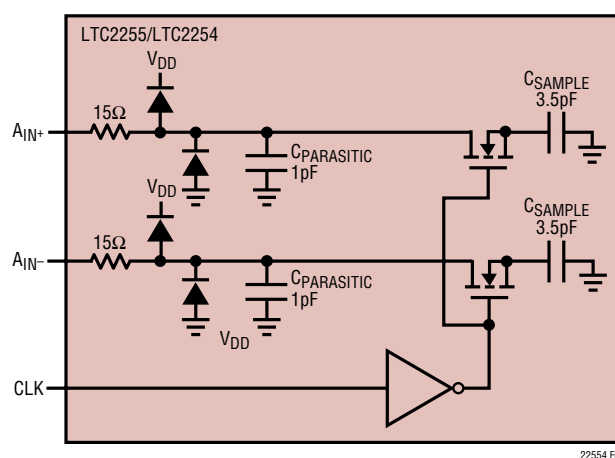 LTC2255/LTC2254
VDD
CSAMPLE
3.5pF
15Ω
AIN+
CPARASITIC
1pF
VDD
CSAMPLE
3.5pF
15Ω
AIN–
CPARASITIC
1pF
VDD
CLK